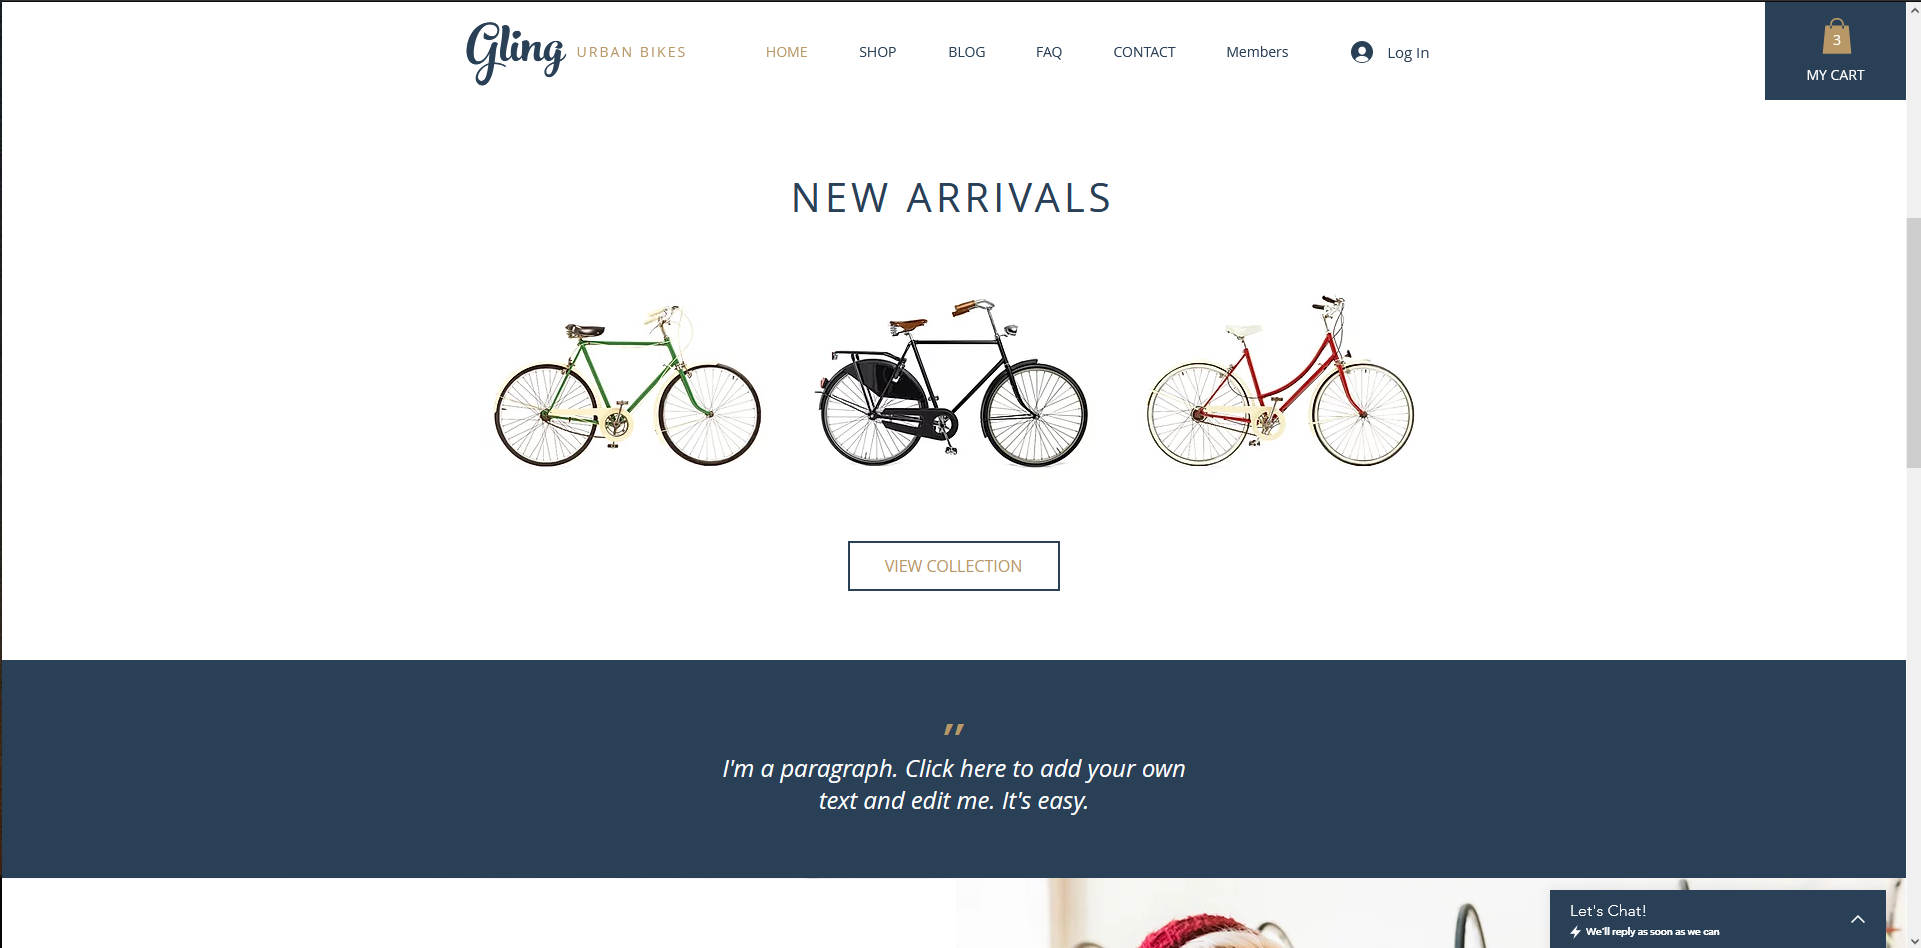 Gling URBAN BIKES HOME SHOP BLOG FAQ CONTACT Members Log In
3
MY CART
NEW ARRIVALS
VIEW COLLECTION
"
I'm a paragraph. Click here to add your own
text and edit me. It's easy.
Let's Chat!
We'll reply as soon as we can